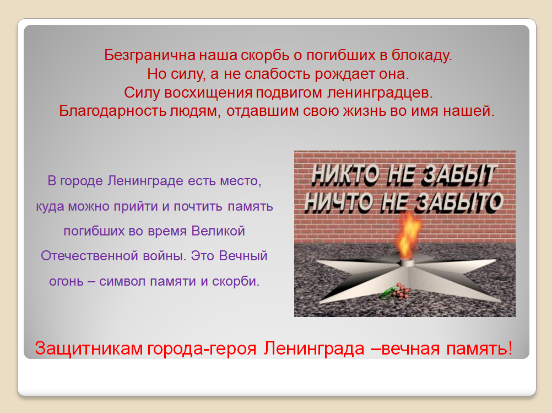 Безгранична наша скорбь о погибших в блокаду.
Но силу, а не слабость рождает она.
Силу восхищения подвигом ленинградцев.
Благодарность людям, отдавшим свою жизнь во имя нашей.
В городе Ленинграде есть место,
куда можно прийти и почтить память
погибших во время Великой
Отечественной войны. Это Вечный
огонь – символ памяти и скорби.
НИКТО НЕ ЗАБЫТ
НИЧТО НЕ ЗАБЫТО
Защитникам города-героя Ленинграда –вечная память!